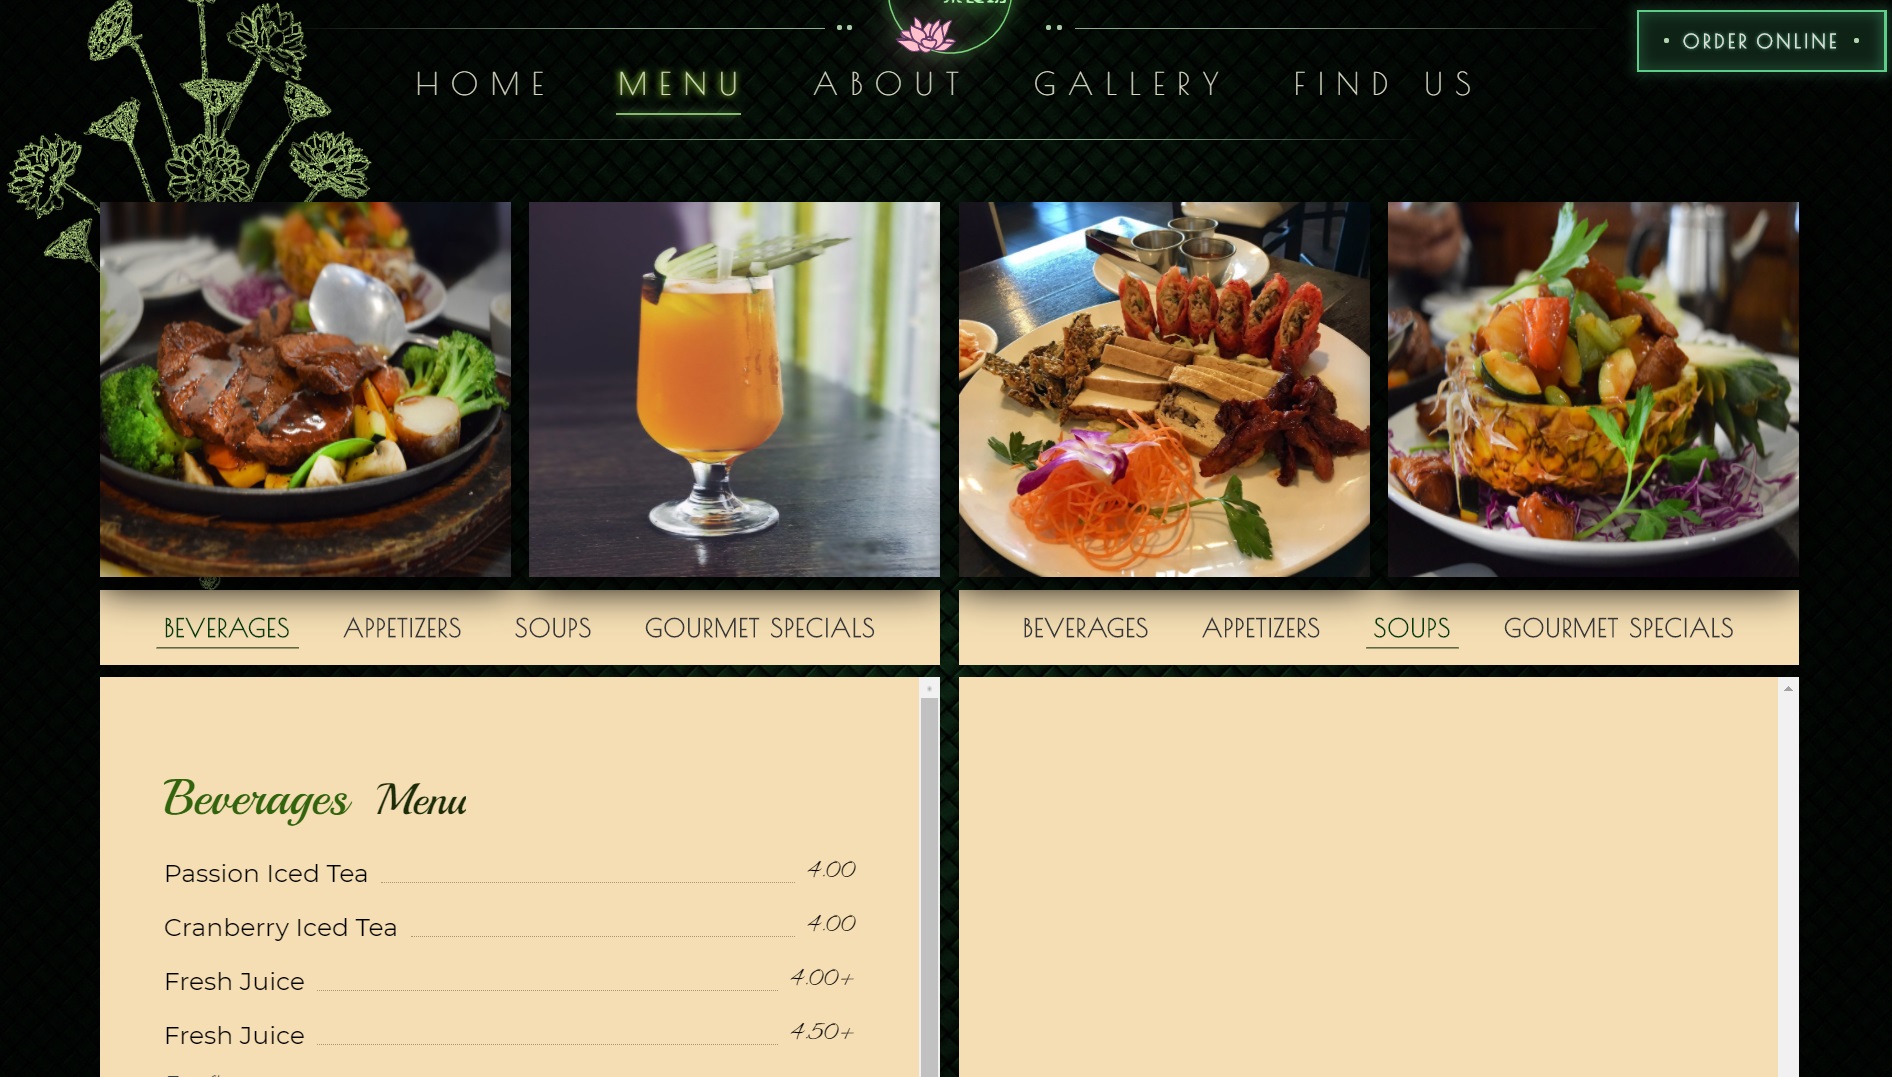 ORDER ONLINE
HOME MENU ABOUT GALLERY FIND US
BEVERAGES APPETIZERS SOUPS GOURMET SPECIALS
BEVERAGES APPETIZERS SOUPS GOURMET SPECIALS
Beverages Menu
Passion Iced Tea 4.00
Cranberry Iced Tea 4.00
Fresh Juice 4.00+
Fresh Juice 4.50+